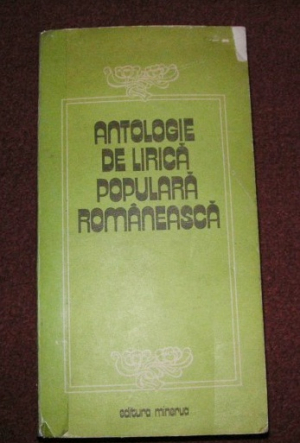 ANTOLOGIE
DE LIRICĂ
POPULARĂ
ROMÂNEASCĂ
editura minerva